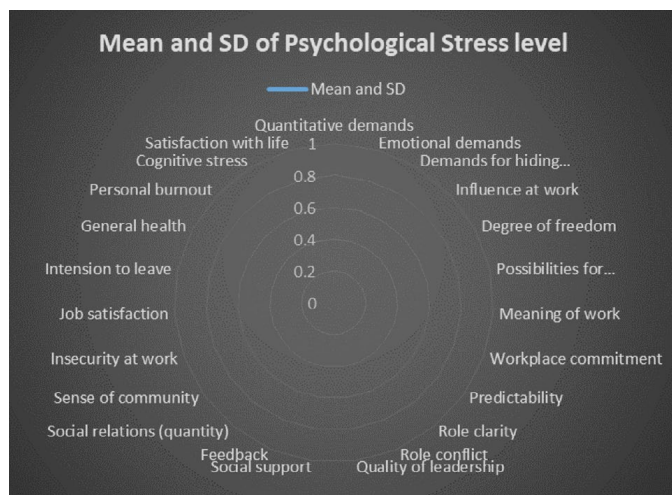 Mean and SD of Psychological Stress level
Mean and SD
Quantitative demands
Emotional demands
Demands for hiding...
Influence at work
Degree of freedom
Possibilities for...
Meaning of work
Workplace commitment
Predictability
Role clarity
Role conflict
Quality of leadership
Social support
Feedback
Social relations (quantity)
Sense of community
Insecurity at work
Job satisfaction
Intension to leave
General health
Personal burnout
Cognitive stress
Satisfaction with life
1
0.8
0.6
0.4
0.2
0